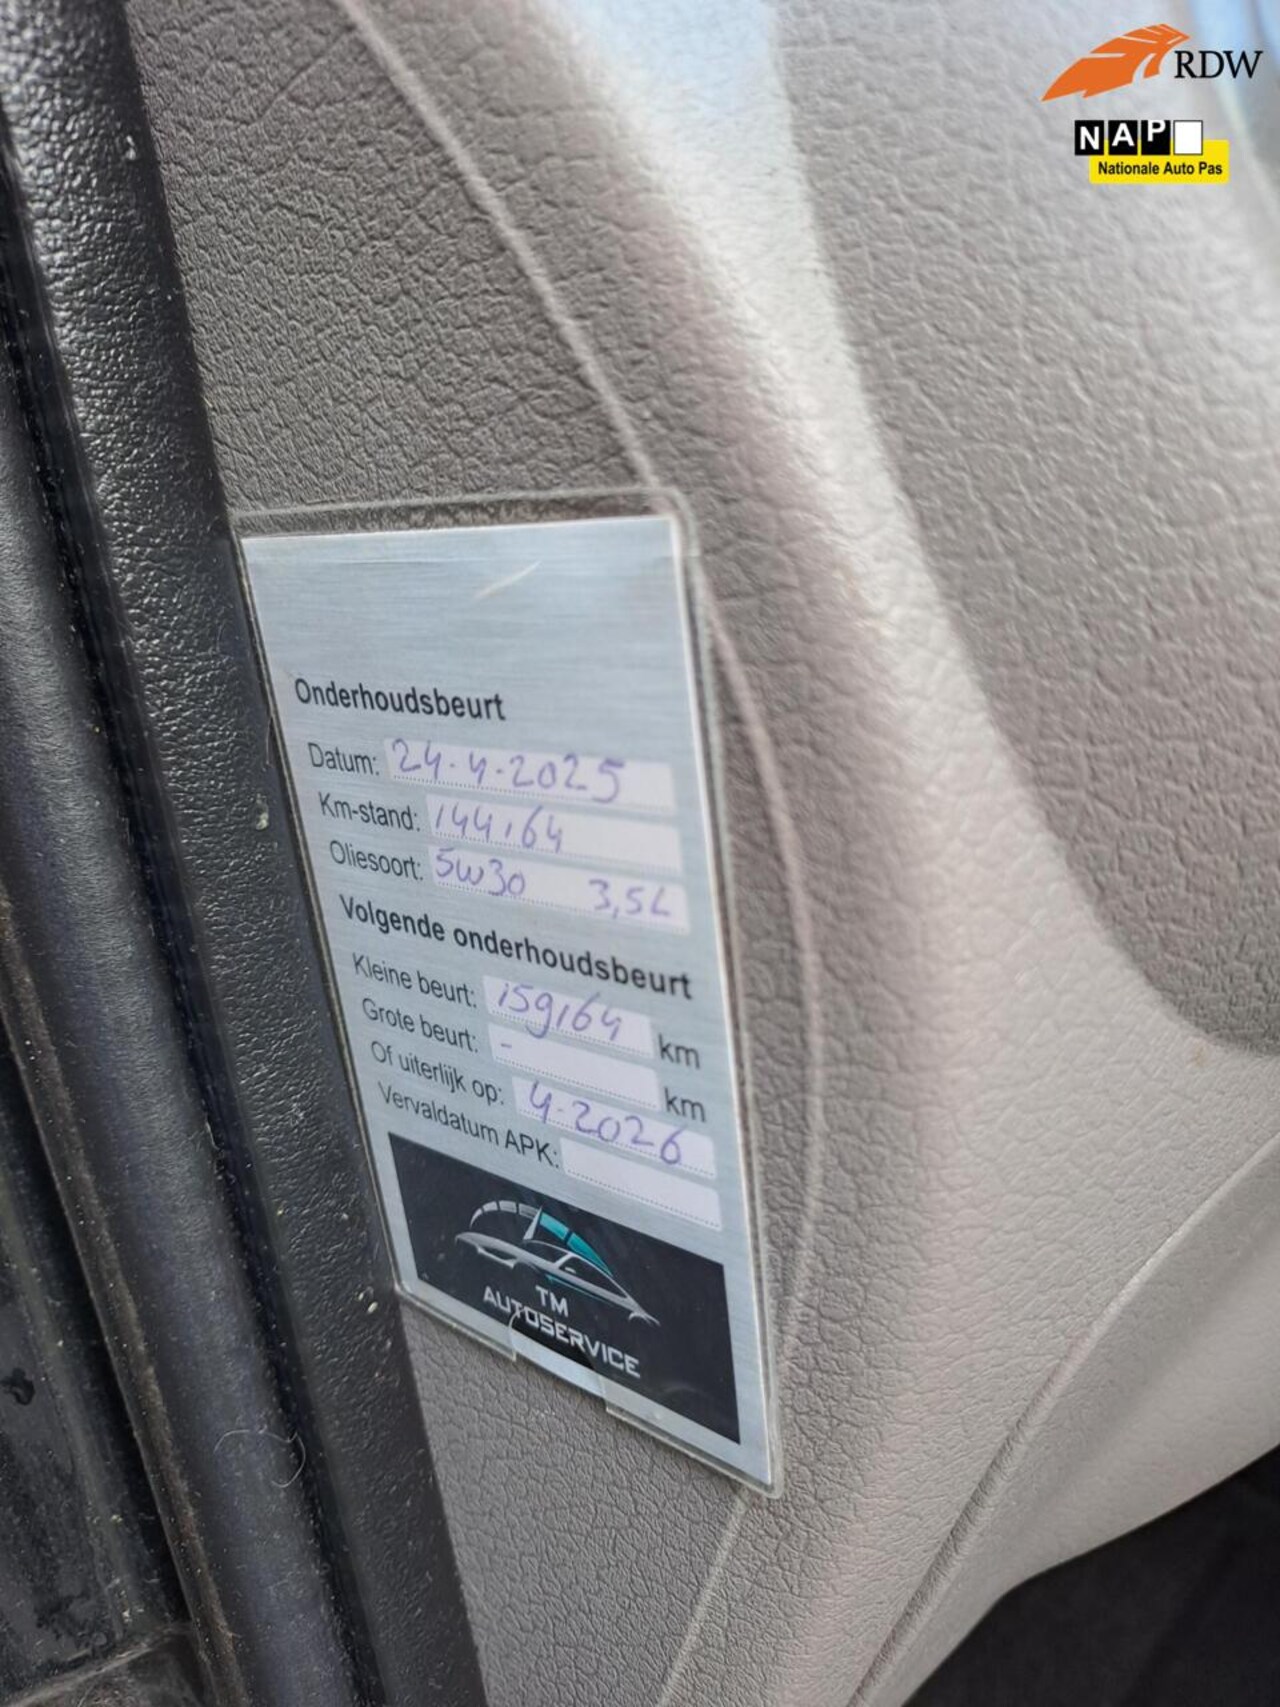 RDW
NAP
Nationale Auto Pas
Onderhoudsbeurt
Datum: 24-4-2025
Km-stand: 144164
Oliesoort: 5W30 3,5L
Volgende onderhoudsbeurt
Kleine beurt: 159164 km
Grote beurt: - km
Of uiterlijk op: 4-2026
Vervaldatum APK:
TM
AUTOSERVICE